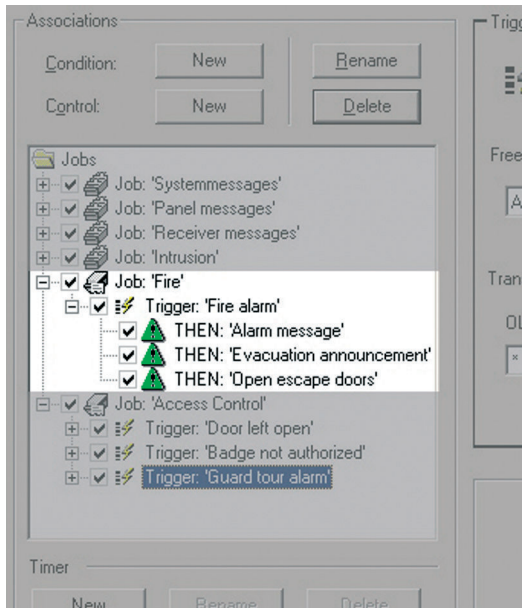 Associations
Trigg
Condition:
New
Rename
Control:
New
Delete
Free
Jobs
Job: 'Systemmessages'
A
Job: 'Panel messages'
Job: 'Receiver messages'
Job: 'Intrusion'
Job: 'Fire'
Tran
Trigger: 'Fire alarm'
THEN: 'Alarm message'
OL
THEN: 'Evacuation announcement'
*
THEN: 'Open escape doors'
Job: 'Access Control'
Trigger: 'Door left open'
Trigger: 'Badge not authorized'
Trigger: 'Guard tour alarm'
Timer
New
Rename
Delete